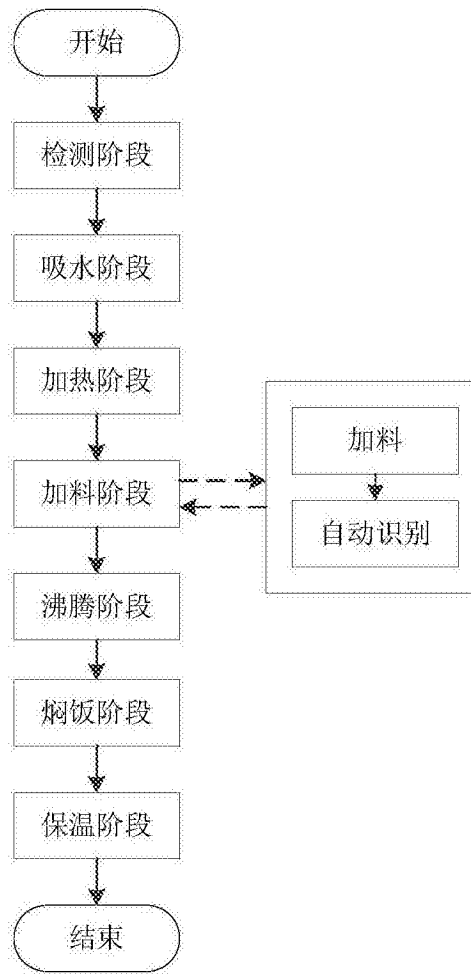 开始
检测阶段
吸水阶段
加热阶段
加料阶段
加料
自动识别
沸腾阶段
焖饭阶段
保温阶段
结束